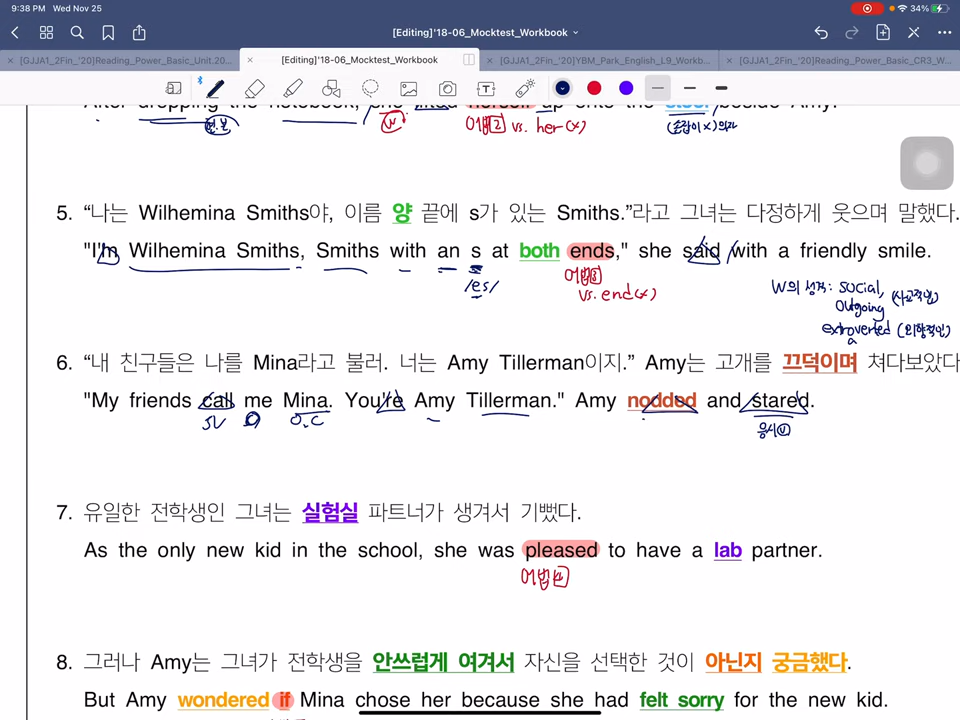 9:38 PM Wed Nov 25 34%
[Editing]'18-06_Mocktest_Workbook
[GJJA1_2Fin_'20]Reading_Power_Basic_Unit.20... [Editing]'18-06_Mocktest_Workbook [GJJA1_2Fin_'20]YBM_Park_English_L9_Workb... [GJJA1_2Fin_'20]Reading_Power_Basic_CR3_W...
After dropping the notebook, she lifted herself up onto the stool beside Amy.
어법2 vs. her(x)
5. “나는 Wilhemina Smiths야, 이름 양 끝에 s가 있는 Smiths.”라고 그녀는 다정하게 웃으며 말했다.
"I'm Wilhemina Smiths, Smiths with an s at both ends," she said with a friendly smile.
/es/ 어법3 vs. end(x)
W의 성격: social,
outgoing (사교적인)
extroverted (외향적인)
6. “내 친구들은 나를 Mina라고 불러. 너는 Amy Tillerman이지.” Amy는 고개를 끄덕이며 쳐다보았다
"My friends call me Mina. You're Amy Tillerman." Amy nodded and stared.
O O.C
7. 유일한 전학생인 그녀는 실험실 파트너가 생겨서 기뻤다.
As the only new kid in the school, she was pleased to have a lab partner.
어법4
8. 그러나 Amy는 그녀가 전학생을 안쓰럽게 여겨서 자신을 선택한 것이 아닌지 궁금했다.
But Amy wondered if Mina chose her because she had felt sorry for the new kid.